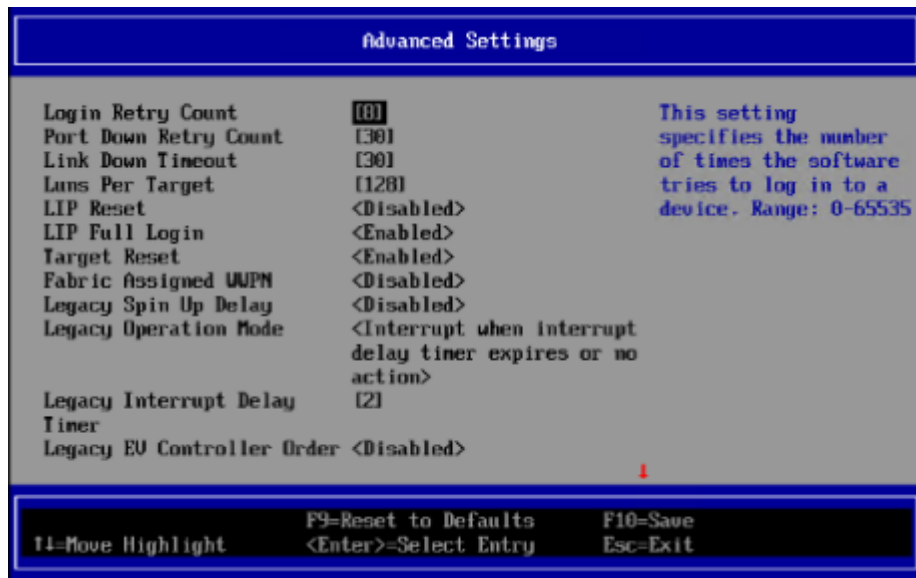 Advanced Settings
Login Retry Count [8]
Port Down Retry Count [30]
Link Down Timeout [30]
Luns Per Target [128]
LIP Reset <Disabled>
LIP Full Login <Enabled>
Target Reset <Enabled>
Fabric Assigned WWPN <Disabled>
Legacy Spin Up Delay <Disabled>
Legacy Operation Mode <Interrupt when interrupt
delay timer expires or no
action>
Legacy Interrupt Delay [2]
Timer
Legacy EV Controller Order <Disabled>
This setting
specifies the number
of times the software
tries to log in to a
device. Range: 0-65535
↓
F9=Reset to Defaults F10=Save
↑↓=Move Highlight <Enter>=Select Entry Esc=Exit